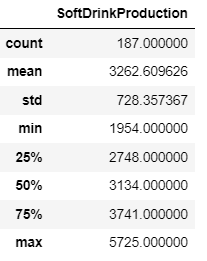 SoftDrinkProduction
count 187.000000
mean 3262.609626
std 728.357367
min 1954.000000
25% 2748.000000
50% 3134.000000
75% 3741.000000
max 5725.000000